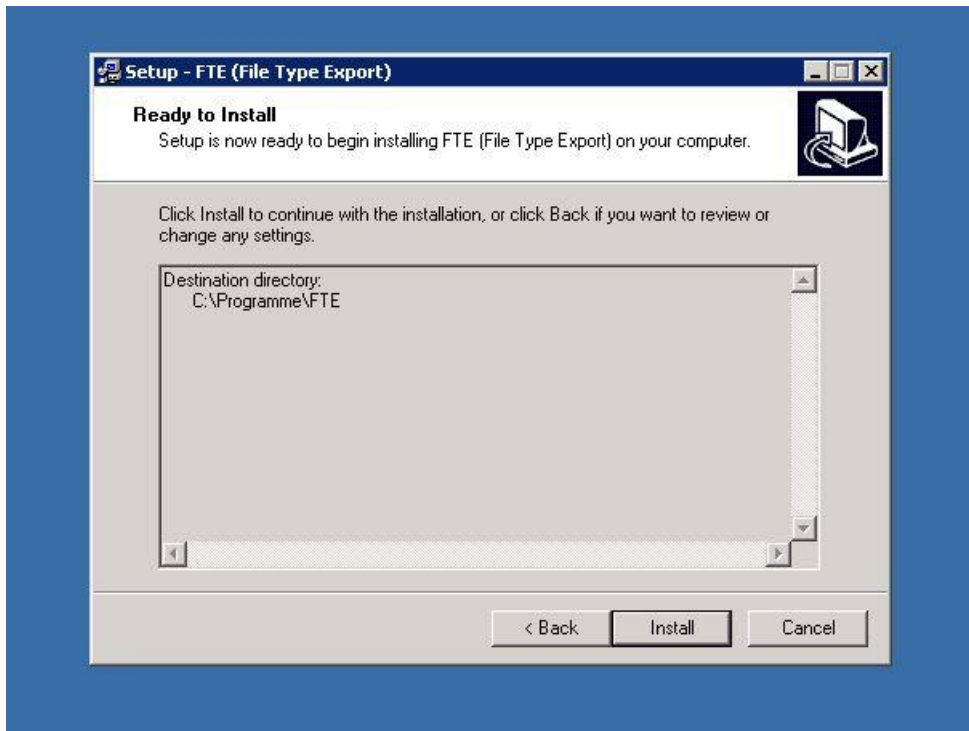 Setup - FTE (File Type Export)
Ready to Install
Setup is now ready to begin installing FTE (File Type Export) on your computer.
Click Install to continue with the installation, or click Back if you want to review or
change any settings.
Destination directory:
C:\Programme\FTE
< Back
Install
Cancel